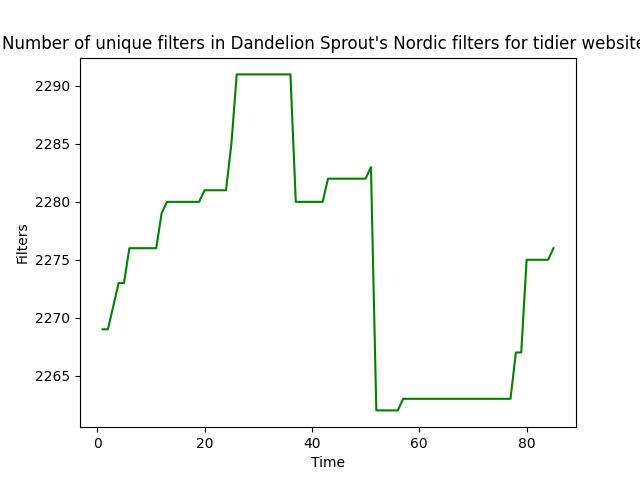 Number of unique filters in Dandelion Sprout's Nordic filters for tidier website
2290
2285
2280
2275
2270
2265
Filters
0 20 40 60 80
Time